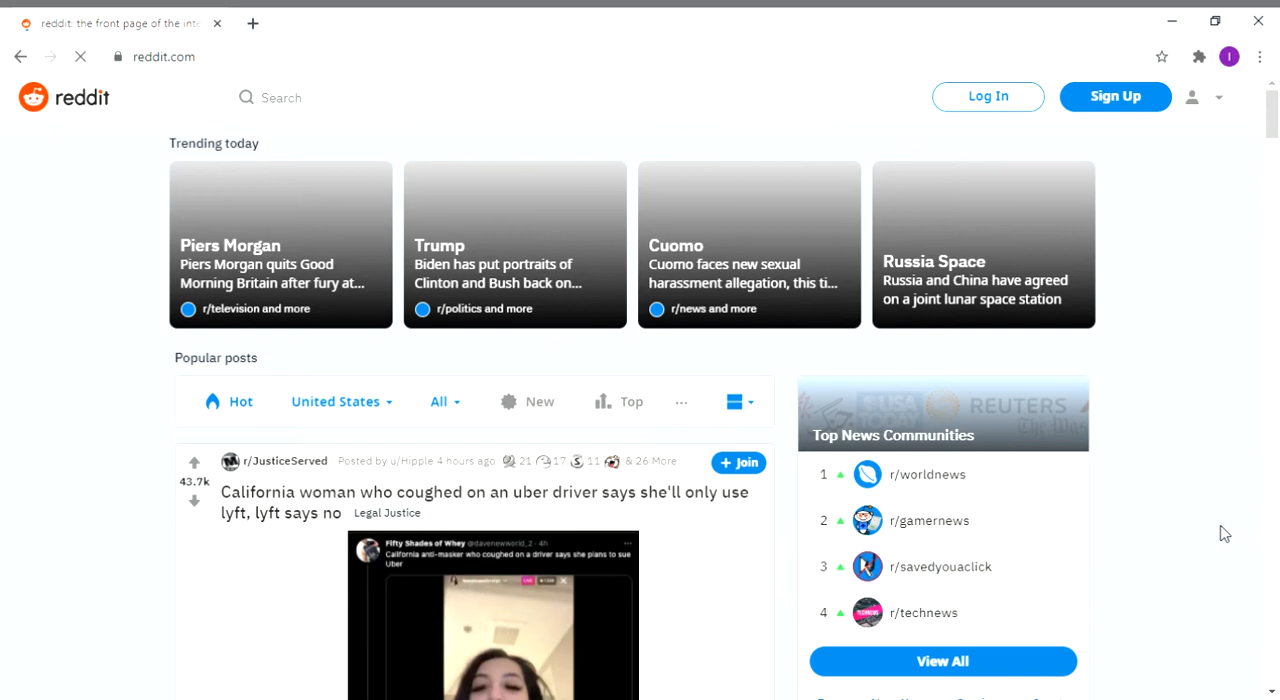 reddit: the front page of the inte
reddit.com
reddit
Search
Log In
Sign Up
Trending today
Piers Morgan
Piers Morgan quits Good
Morning Britain after fury at...
r/television and more
Trump
Biden has put portraits of
Clinton and Bush back on...
r/politics and more
Cuomo
Cuomo faces new sexual
harassment allegation, this ti...
r/news and more
Russia Space
Russia and China have agreed
on a joint lunar space station
Popular posts
Hot
United States
All
New
Top
...
r/JusticeServed Posted by u/Hipple 4 hours ago 21 17 11 & 26 More
+ Join
43.7k
California woman who coughed on an uber driver says she'll only use
lyft, lyft says no Legal Justice
Fifty Shades of Whey @davenewworld_2 · 4h
California anti-masker who coughed on a driver says she plans to sue
Uber
LIVE
USA
TODAY
REUTERS
Top News Communities
1 r/worldnews
2 r/gamernews
3 r/savedyouaclick
4 r/technews
View All